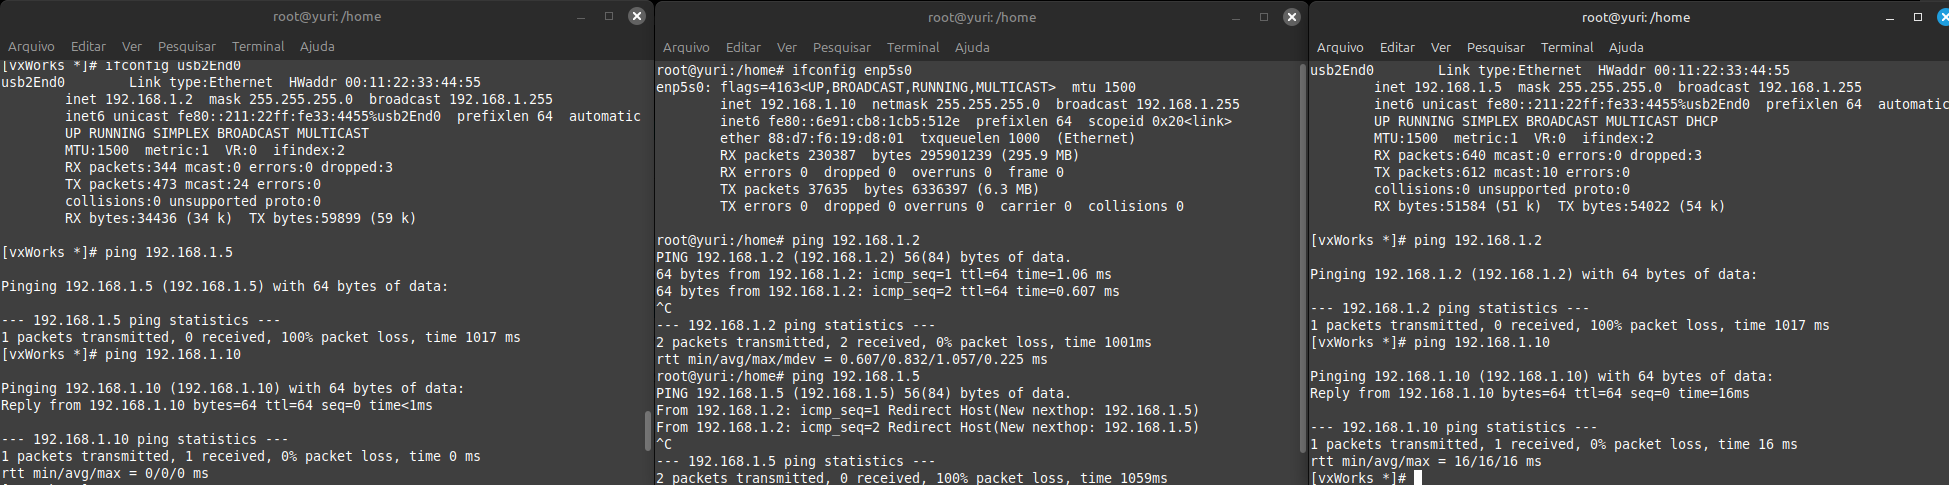 root@yuri: /home
Arquivo Editar Ver Pesquisar Terminal Ajuda
[vxWorks *]# ifconfig usb2End0
usb2End0        Link type:Ethernet  HWaddr 00:11:22:33:44:55
        inet 192.168.1.2  mask 255.255.255.0  broadcast 192.168.1.255
        inet6 unicast fe80::211:22ff:fe33:4455%usb2End0  prefixlen 64  automatic
        UP RUNNING SIMPLEX BROADCAST MULTICAST
        MTU:1500  metric:1  VR:0  ifindex:2
        RX packets:344 mcast:0 errors:0 dropped:3
        TX packets:473 mcast:24 errors:0
        collisions:0 unsupported proto:0
        RX bytes:34436 (34 k)  TX bytes:59899 (59 k)
[vxWorks *]# ping 192.168.1.5
Pinging 192.168.1.5 (192.168.1.5) with 64 bytes of data:
--- 192.168.1.5 ping statistics ---
1 packets transmitted, 0 received, 100% packet loss, time 1017 ms
[vxWorks *]# ping 192.168.1.10
Pinging 192.168.1.10 (192.168.1.10) with 64 bytes of data:
Reply from 192.168.1.10 bytes=64 ttl=64 seq=0 time<1ms
--- 192.168.1.10 ping statistics ---
1 packets transmitted, 1 received, 0% packet loss, time 0 ms
rtt min/avg/max = 0/0/0 ms
root@yuri: /home
Arquivo Editar Ver Pesquisar Terminal Ajuda
root@yuri:/home# ifconfig enp5s0
enp5s0: flags=4163<UP,BROADCAST,RUNNING,MULTICAST>  mtu 1500
        inet 192.168.1.10  netmask 255.255.255.0  broadcast 192.168.1.255
        inet6 fe80::6e91:cb8:1cb5:512e  prefixlen 64  scopeid 0x20<link>
        ether 88:d7:f6:19:d8:01  txqueuelen 1000  (Ethernet)
        RX packets 230387  bytes 295901239 (295.9 MB)
        RX errors 0  dropped 0  overruns 0  frame 0
        TX packets 37635  bytes 6336397 (6.3 MB)
        TX errors 0  dropped 0 overruns 0  carrier 0  collisions 0
root@yuri:/home# ping 192.168.1.2
PING 192.168.1.2 (192.168.1.2) 56(84) bytes of data.
64 bytes from 192.168.1.2: icmp_seq=1 ttl=64 time=1.06 ms
64 bytes from 192.168.1.2: icmp_seq=2 ttl=64 time=0.607 ms
^C
--- 192.168.1.2 ping statistics ---
2 packets transmitted, 2 received, 0% packet loss, time 1001ms
rtt min/avg/max/mdev = 0.607/0.832/1.057/0.225 ms
root@yuri:/home# ping 192.168.1.5
PING 192.168.1.5 (192.168.1.5) 56(84) bytes of data.
From 192.168.1.2: icmp_seq=1 Redirect Host(New nexthop: 192.168.1.5)
From 192.168.1.2: icmp_seq=2 Redirect Host(New nexthop: 192.168.1.5)
^C
--- 192.168.1.5 ping statistics ---
2 packets transmitted, 0 received, 100% packet loss, time 1059ms
root@yuri: /home
Arquivo Editar Ver Pesquisar Terminal Ajuda
usb2End0        Link type:Ethernet  HWaddr 00:11:22:33:44:55
        inet 192.168.1.5  mask 255.255.255.0  broadcast 192.168.1.255
        inet6 unicast fe80::211:22ff:fe33:4455%usb2End0  prefixlen 64  automatic
        UP RUNNING SIMPLEX BROADCAST MULTICAST DHCP
        MTU:1500  metric:1  VR:0  ifindex:2
        RX packets:640 mcast:0 errors:0 dropped:3
        TX packets:612 mcast:10 errors:0
        collisions:0 unsupported proto:0
        RX bytes:51584 (51 k)  TX bytes:54022 (54 k)
[vxWorks *]# ping 192.168.1.2
Pinging 192.168.1.2 (192.168.1.2) with 64 bytes of data:
--- 192.168.1.2 ping statistics ---
1 packets transmitted, 0 received, 100% packet loss, time 1017 ms
[vxWorks *]# ping 192.168.1.10
Pinging 192.168.1.10 (192.168.1.10) with 64 bytes of data:
Reply from 192.168.1.10 bytes=64 ttl=64 seq=0 time=16ms
--- 192.168.1.10 ping statistics ---
1 packets transmitted, 1 received, 0% packet loss, time 16 ms
rtt min/avg/max = 16/16/16 ms
[vxWorks *]#